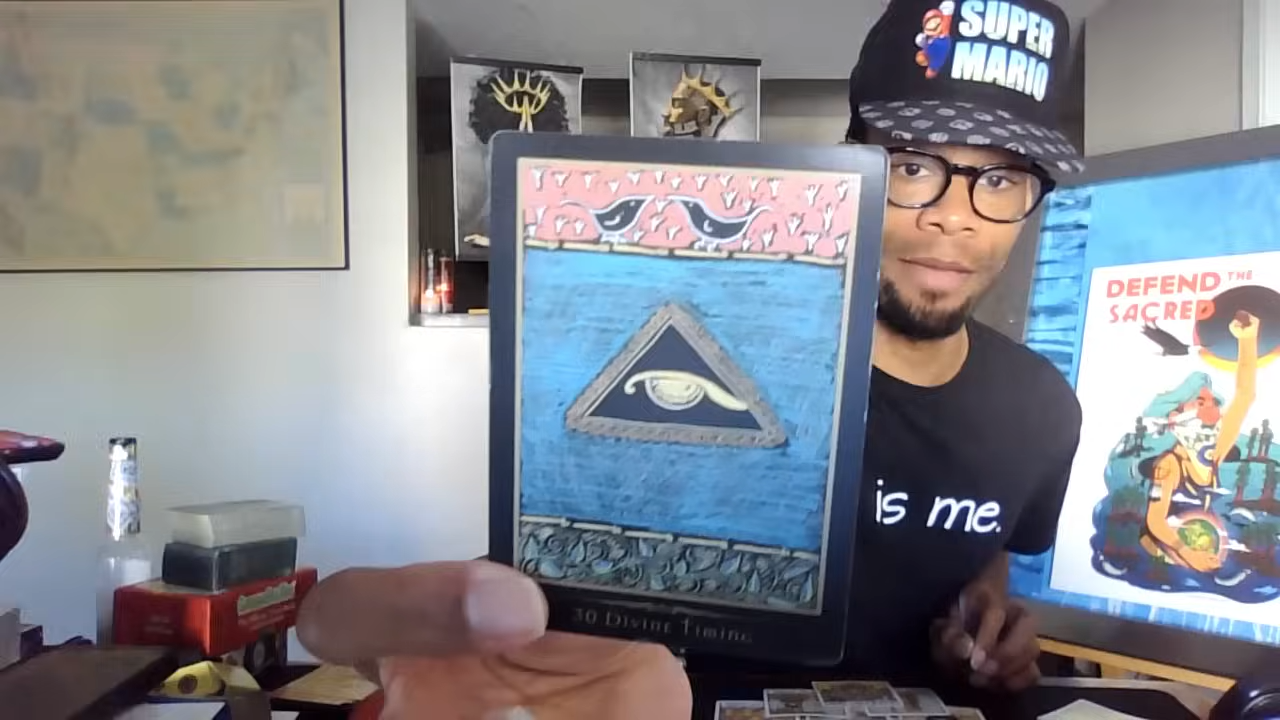 SUPER
MARIO
DEFEND THE
SACRED
is me.
30 Divine Timing